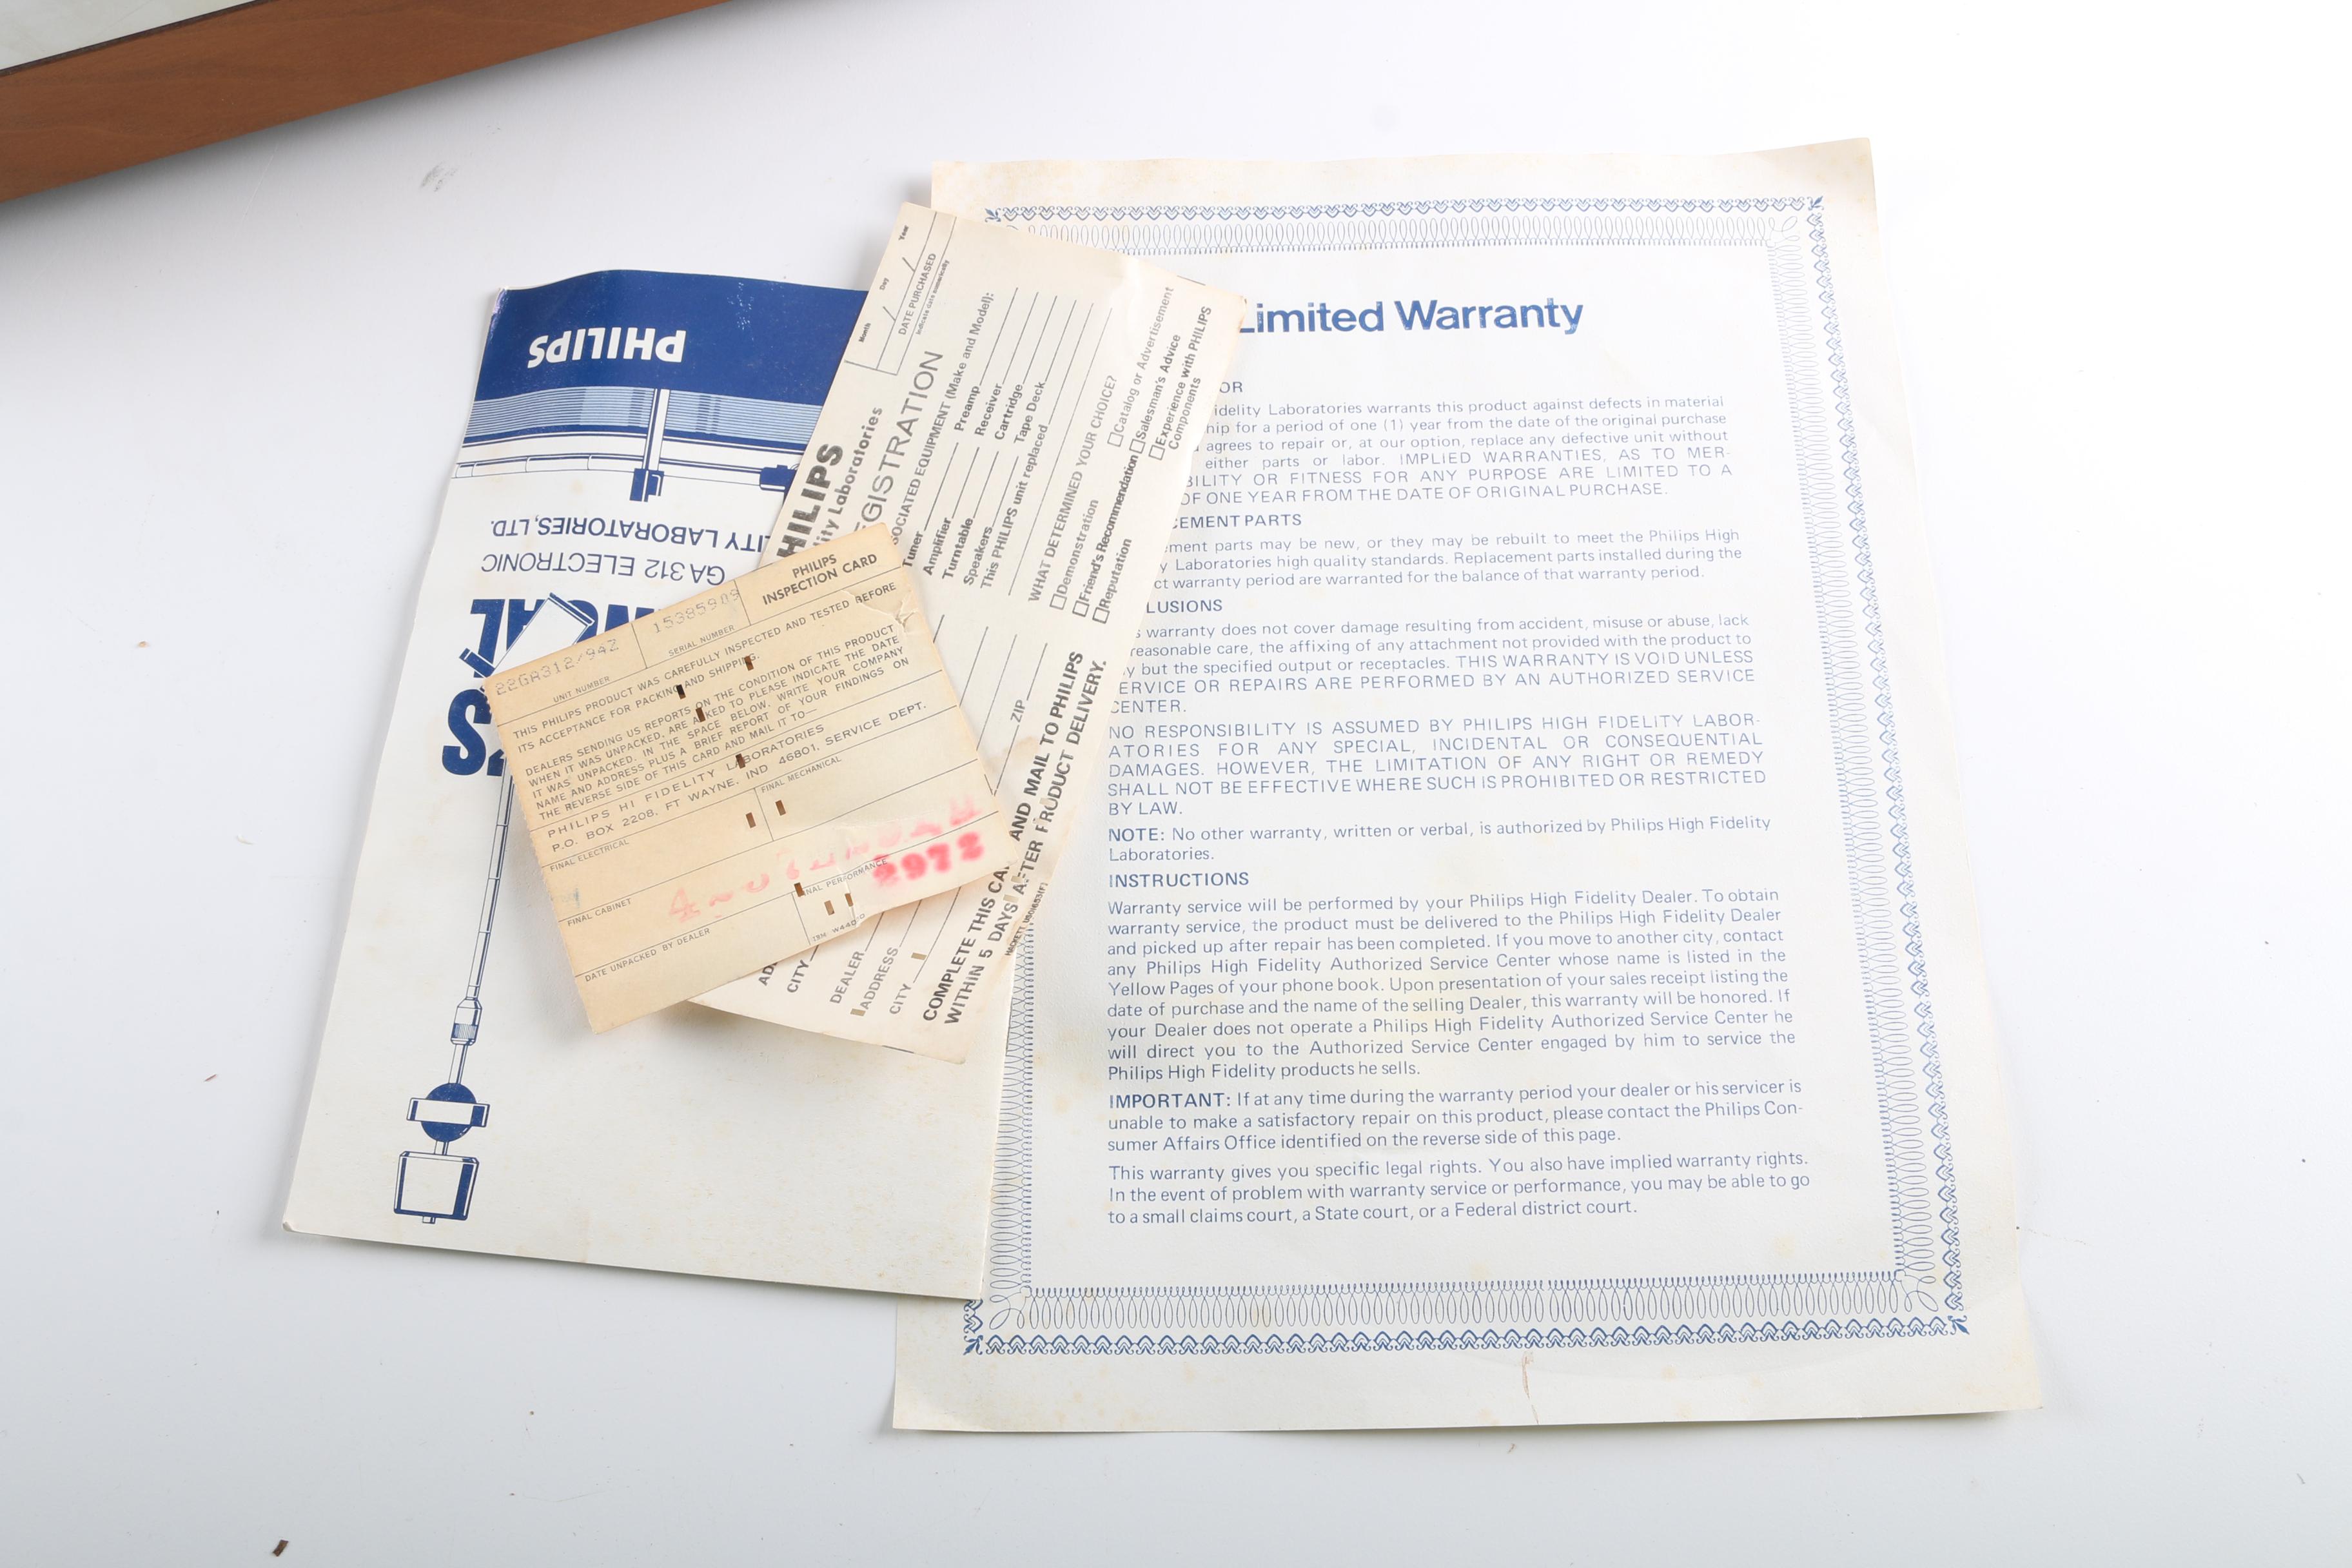 PHILIPS
LITY LABORATORIES, LTD.
GA 312 ELECTRONIC
Month Day Year
/ /
DATE PURCHASED
Indicate date numerically
HILIPS
lity Laboratories
GISTRATION
SOCIATED EQUIPMENT (Make and Model):
Tuner Preamp
Amplifier Receiver
Turntable Cartridge
Speakers Tape Deck
This PHILIPS unit replaced
WHAT DETERMINED YOUR CHOICE?
Demonstration Catalog or Advertisement
Friend's Recommendation Salesman's Advice
Reputation Experience with PHILIPS
Components
ZIP
CITY
DEALER
ADDRESS
CITY
COMPLETE THIS CA AND MAIL TO PHILIPS
WITHIN 5 DAYS AFTER PRODUCT DELIVERY.
22GA312/94Z
UNIT NUMBER
15385909
SERIAL NUMBER
PHILIPS
INSPECTION CARD
THIS PHILIPS PRODUCT WAS CAREFULLY INSPECTED AND TESTED BEFORE
ITS ACCEPTANCE FOR PACKING AND SHIPPING.
DEALERS SENDING US REPORTS ON THE CONDITION OF THIS PRODUCT
WHEN IT WAS UNPACKED, ARE ASKED TO PLEASE INDICATE THE DATE
IT WAS UNPACKED, IN THE SPACE BELOW. WRITE YOUR COMPANY
NAME AND ADDRESS PLUS A BRIEF REPORT OF YOUR FINDINGS ON
THE REVERSE SIDE OF THIS CARD AND MAIL IT TO—
PHILIPS HI FIDELITY LABORATORIES
P.O. BOX 2208, FT WAYNE, IND 46801, SERVICE DEPT.
FINAL ELECTRICAL
FINAL MECHANICAL
FINAL CABINET
FINAL PERFORMANCE
2972
DATE UNPACKED BY DEALER
Limited Warranty
OR
idelity Laboratories warrants this product against defects in material
hip for a period of one (1) year from the date of the original purchase
agrees to repair or, at our option, replace any defective unit without
either parts or labor. IMPLIED WARRANTIES, AS TO MER-
BILITY OR FITNESS FOR ANY PURPOSE ARE LIMITED TO A
OF ONE YEAR FROM THE DATE OF ORIGINAL PURCHASE.
CEMENT PARTS
ement parts may be new, or they may be rebuilt to meet the Philips High
y Laboratories high quality standards. Replacement parts installed during the
ct warranty period are warranted for the balance of that warranty period.
LUSIONS
s warranty does not cover damage resulting from accident, misuse or abuse, lack
reasonable care, the affixing of any attachment not provided with the product to
ly but the specified output or receptacles. THIS WARRANTY IS VOID UNLESS
SERVICE OR REPAIRS ARE PERFORMED BY AN AUTHORIZED SERVICE
CENTER.
NO RESPONSIBILITY IS ASSUMED BY PHILIPS HIGH FIDELITY LABOR-
ATORIES FOR ANY SPECIAL, INCIDENTAL OR CONSEQUENTIAL
DAMAGES. HOWEVER, THE LIMITATION OF ANY RIGHT OR REMEDY
SHALL NOT BE EFFECTIVE WHERE SUCH IS PROHIBITED OR RESTRICTED
BY LAW.
NOTE: No other warranty, written or verbal, is authorized by Philips High Fidelity
Laboratories.
INSTRUCTIONS
Warranty service will be performed by your Philips High Fidelity Dealer. To obtain
warranty service, the product must be delivered to the Philips High Fidelity Dealer
and picked up after repair has been completed. If you move to another city, contact
any Philips High Fidelity Authorized Service Center whose name is listed in the
Yellow Pages of your phone book. Upon presentation of your sales receipt listing the
date of purchase and the name of the selling Dealer, this warranty will be honored. If
your Dealer does not operate a Philips High Fidelity Authorized Service Center he
will direct you to the Authorized Service Center engaged by him to service the
Philips High Fidelity products he sells.
IMPORTANT: If at any time during the warranty period your dealer or his servicer is
unable to make a satisfactory repair on this product, please contact the Philips Con-
sumer Affairs Office identified on the reverse side of this page.
This warranty gives you specific legal rights. You also have implied warranty rights.
In the event of problem with warranty service or performance, you may be able to go
to a small claims court, a State court, or a Federal district court.